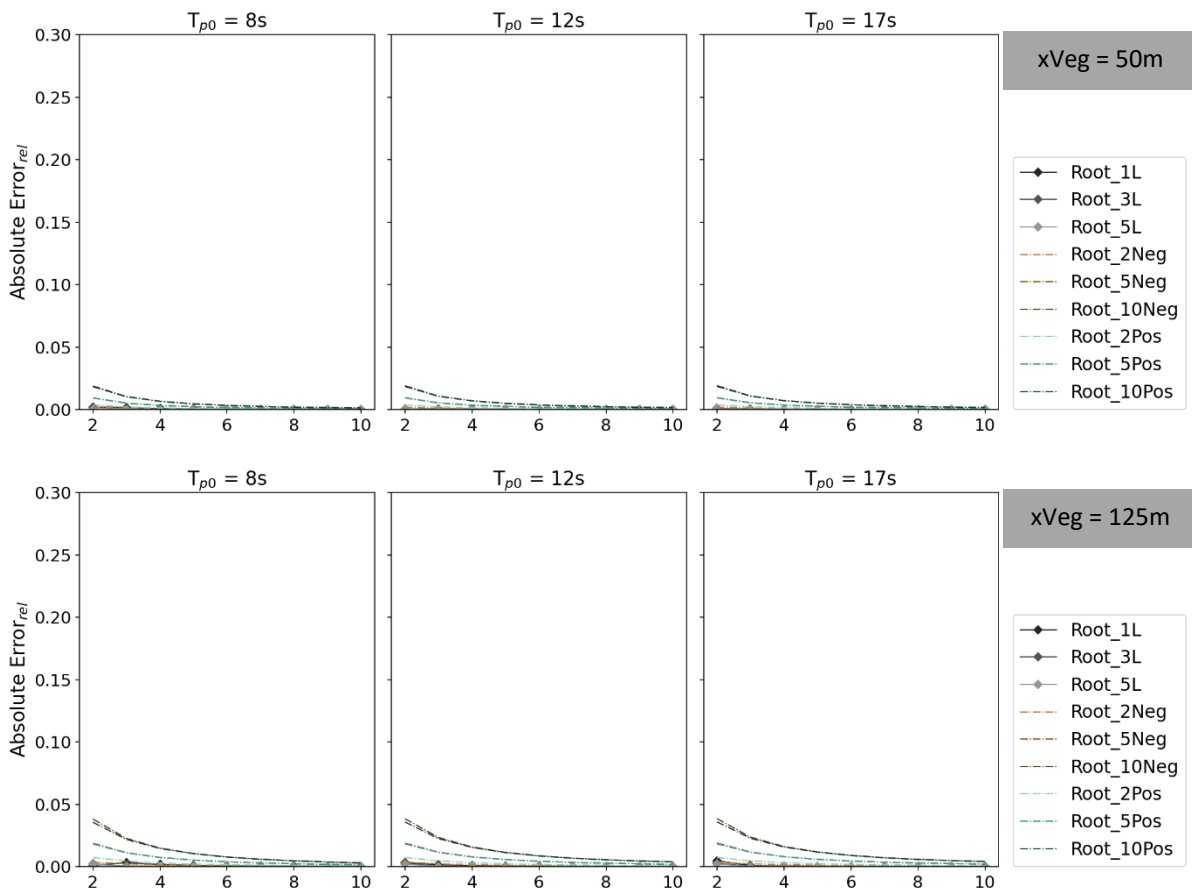 T_p0 = 8s
T_p0 = 12s
T_p0 = 17s
xVeg = 50m
Absolute Error_rel
0.30
0.25
0.20
0.15
0.10
0.05
0.00
2 4 6 8 10
2 4 6 8 10
2 4 6 8 10
Root_1L
Root_3L
Root_5L
Root_2Neg
Root_5Neg
Root_10Neg
Root_2Pos
Root_5Pos
Root_10Pos
T_p0 = 8s
T_p0 = 12s
T_p0 = 17s
xVeg = 125m
Absolute Error_rel
0.30
0.25
0.20
0.15
0.10
0.05
0.00
2 4 6 8 10
2 4 6 8 10
2 4 6 8 10
Root_1L
Root_3L
Root_5L
Root_2Neg
Root_5Neg
Root_10Neg
Root_2Pos
Root_5Pos
Root_10Pos